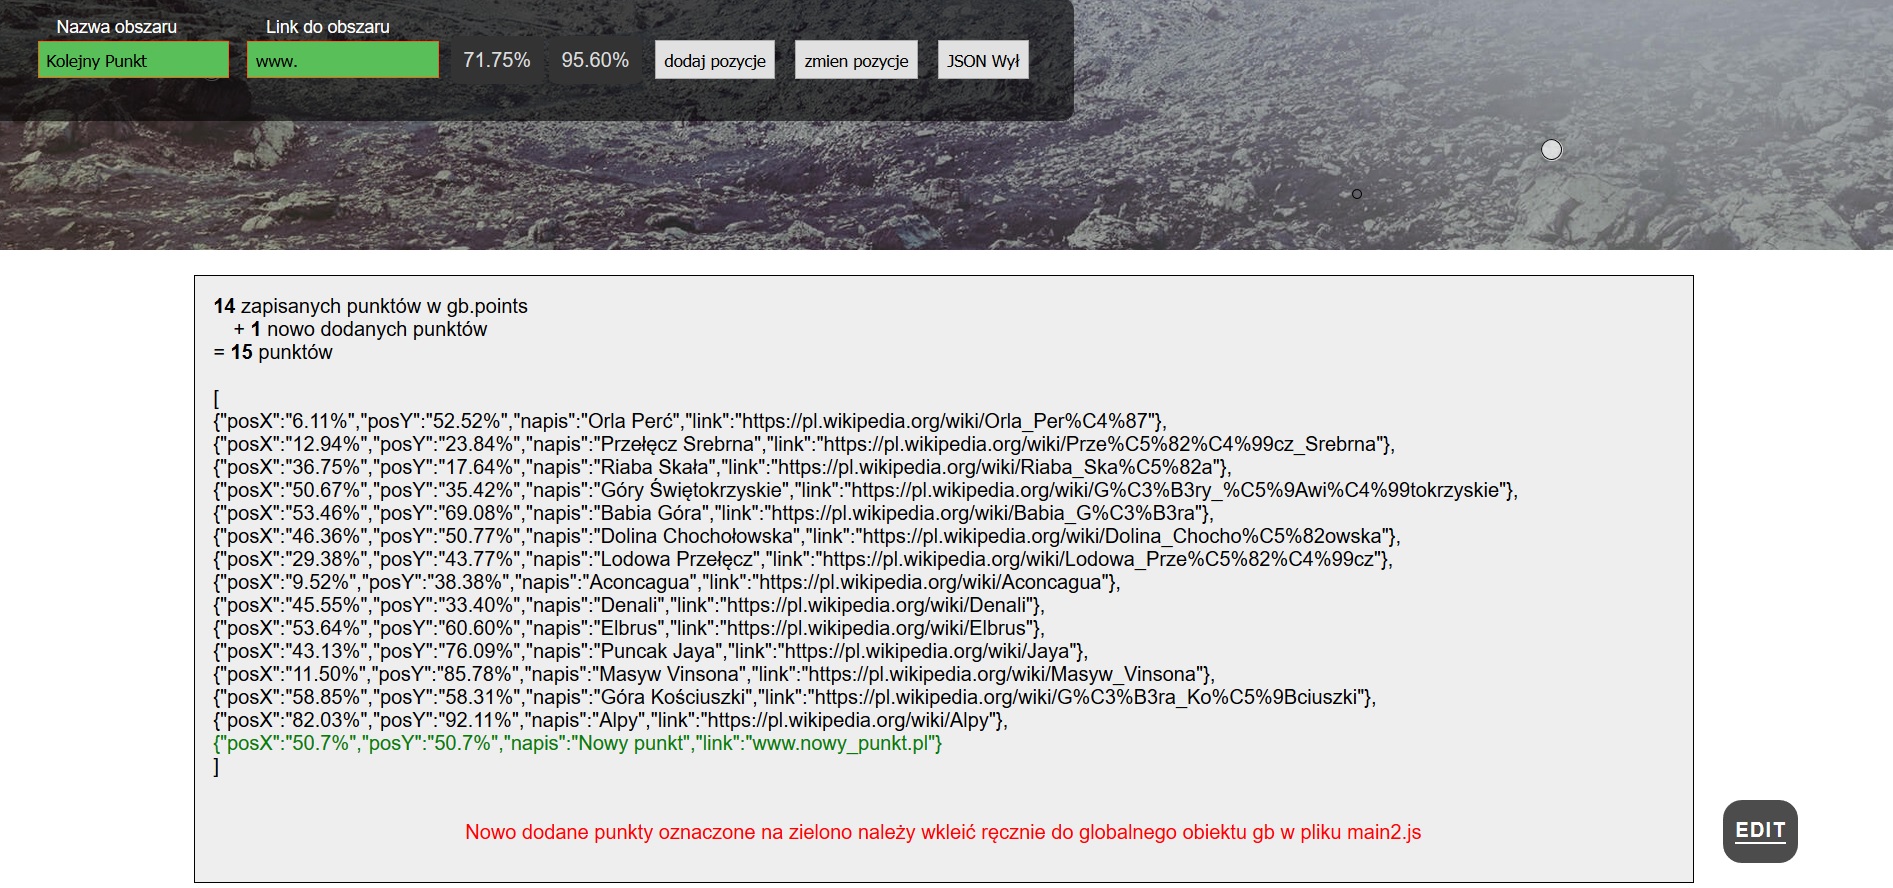 Nazwa obszaru Link do obszaru
Kolejny Punkt www. 71.75% 95.60% dodaj pozycje zmien pozycje JSON Wył
14 zapisanych punktów w gb.points
+ 1 nowo dodanych punktów
= 15 punktów
[
{"posX":"6.11%","posY":"52.52%","napis":"Orla Perć","link":"https://pl.wikipedia.org/wiki/Orla_Per%C4%87"},
{"posX":"12.94%","posY":"23.84%","napis":"Przełęcz Srebrna","link":"https://pl.wikipedia.org/wiki/Prze%C5%82%C4%99cz_Srebrna"},
{"posX":"36.75%","posY":"17.64%","napis":"Riaba Skała","link":"https://pl.wikipedia.org/wiki/Riaba_Ska%C5%82a"},
{"posX":"50.67%","posY":"35.42%","napis":"Góry Świętokrzyskie","link":"https://pl.wikipedia.org/wiki/G%C3%B3ry_%C5%9Awi%C4%99tokrzyskie"},
{"posX":"53.46%","posY":"69.08%","napis":"Babia Góra","link":"https://pl.wikipedia.org/wiki/Babia_G%C3%B3ra"},
{"posX":"46.36%","posY":"50.77%","napis":"Dolina Chochołowska","link":"https://pl.wikipedia.org/wiki/Dolina_Chocho%C5%82owska"},
{"posX":"29.38%","posY":"43.77%","napis":"Lodowa Przełęcz","link":"https://pl.wikipedia.org/wiki/Lodowa_Prze%C5%82%C4%99cz"},
{"posX":"9.52%","posY":"38.38%","napis":"Aconcagua","link":"https://pl.wikipedia.org/wiki/Aconcagua"},
{"posX":"45.55%","posY":"33.40%","napis":"Denali","link":"https://pl.wikipedia.org/wiki/Denali"},
{"posX":"53.64%","posY":"60.60%","napis":"Elbrus","link":"https://pl.wikipedia.org/wiki/Elbrus"},
{"posX":"43.13%","posY":"76.09%","napis":"Puncak Jaya","link":"https://pl.wikipedia.org/wiki/Jaya"},
{"posX":"11.50%","posY":"85.78%","napis":"Masyw Vinsona","link":"https://pl.wikipedia.org/wiki/Masyw_Vinsona"},
{"posX":"58.85%","posY":"58.31%","napis":"Góra Kościuszki","link":"https://pl.wikipedia.org/wiki/G%C3%B3ra_Ko%C5%9Bciuszki"},
{"posX":"82.03%","posY":"92.11%","napis":"Alpy","link":"https://pl.wikipedia.org/wiki/Alpy"},
{"posX":"50.7%","posY":"50.7%","napis":"Nowy punkt","link":"www.nowy_punkt.pl"}
]
Nowo dodane punkty oznaczone na zielono należy wkleić ręcznie do globalnego obiektu gb w pliku main2.js
EDIT